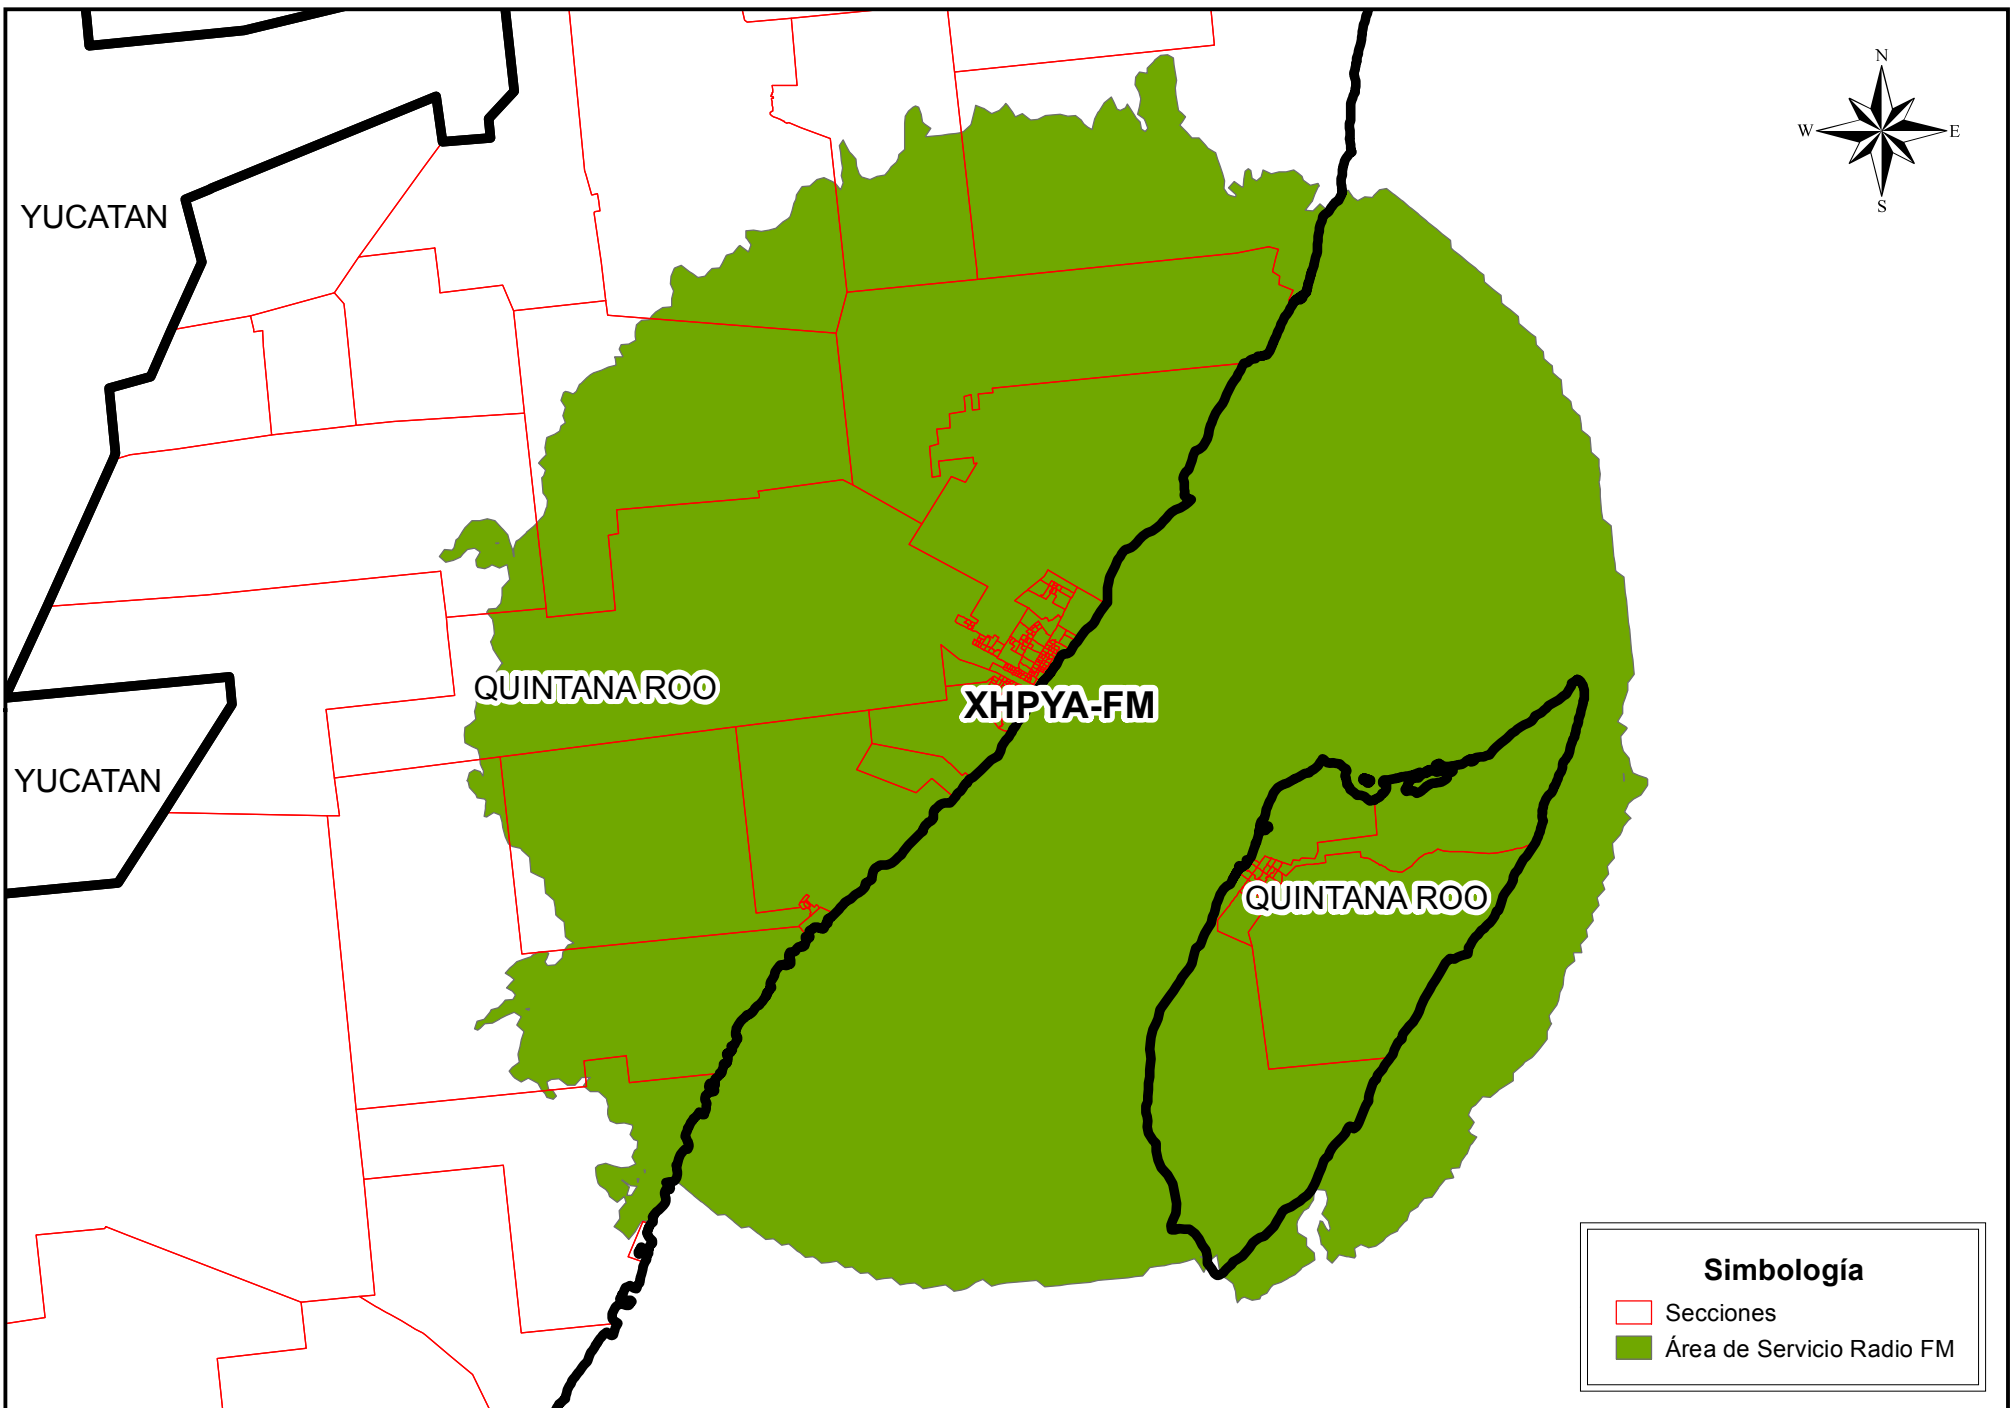 N
W E
S
YUCATAN
QUINTANA ROO
XHPYA-FM
YUCATAN
QUINTANA ROO
Simbología
Secciones
Área de Servicio Radio FM